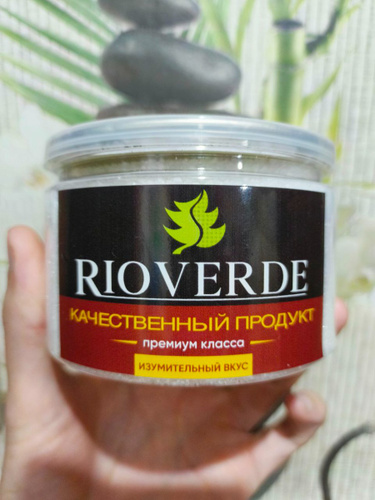 RIOVERDE
КАЧЕСТВЕННЫЙ ПРОДУКТ
премиум класса
ИЗУМИТЕЛЬНЫЙ ВКУС